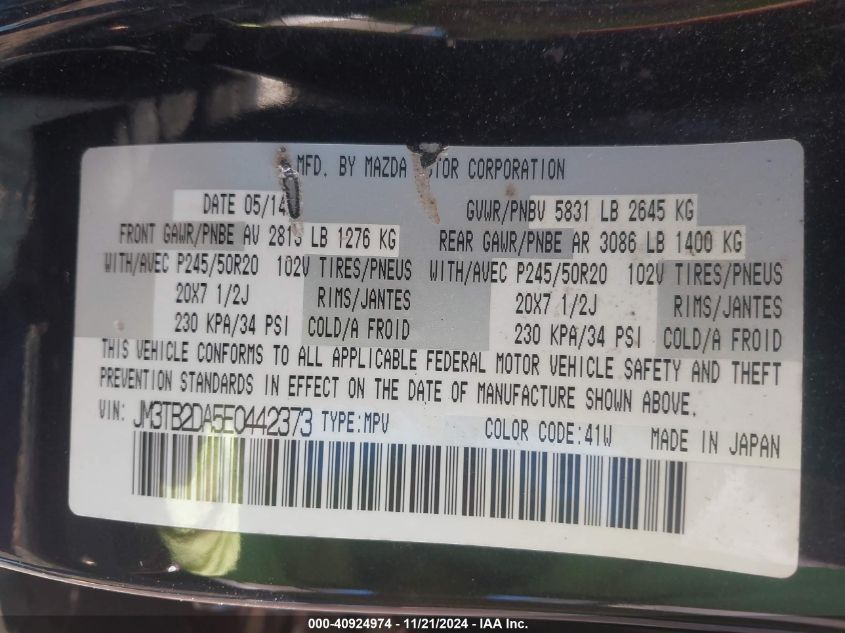 MFD. BY MAZDA CORPORATION
DATE 05/14 GVWR/PNBV 5831 LB 2645 KG
FRONT GAWR/PNBE AV 2813 LB 1276 KG REAR GAWR/PNBE AR 3086 LB 1400 KG
WITH/AVEC P245/50R20 102V TIRES/PNEUS WITH/AVEC P245/50R20 102V TIRES/PNEUS
20X7 1/2J RIMS/JANTES 20X7 1/2J RIMS/JANTES
230 KPA/34 PSI COLD/A FROID 230 KPA/34 PSI COLD/A FROID
THIS VEHICLE CONFORMS TO ALL APPLICABLE FEDERAL MOTOR VEHICLE SAFETY AND THEFT
PREVENTION STANDARDS IN EFFECT ON THE DATE OF MANUFACTURE SHOWN ABOVE.
VIN: JM3TB2DA5E0442373 TYPE:MPV COLOR CODE:41W MADE IN JAPAN
000-40924974 - 11/21/2024 - IAA Inc.